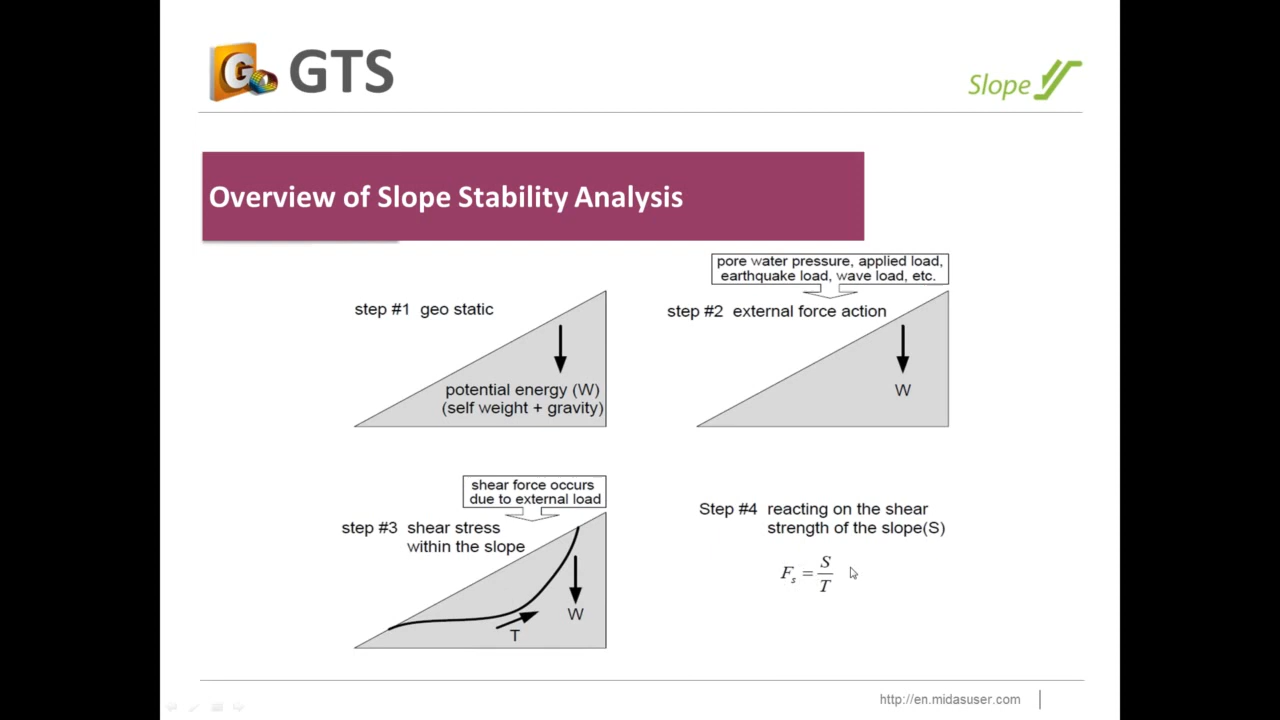 G
GTS
Slope
Overview of Slope Stability Analysis
step #1 geo static
potential energy (W)
(self weight + gravity)
pore water pressure, applied load,
earthquake load, wave load, etc.
step #2 external force action
W
shear force occurs
due to external load
step #3 shear stress
within the slope
W
T
Step #4 reacting on the shear
strength of the slope(S)
F_s = S/T
http://en.midasuser.com